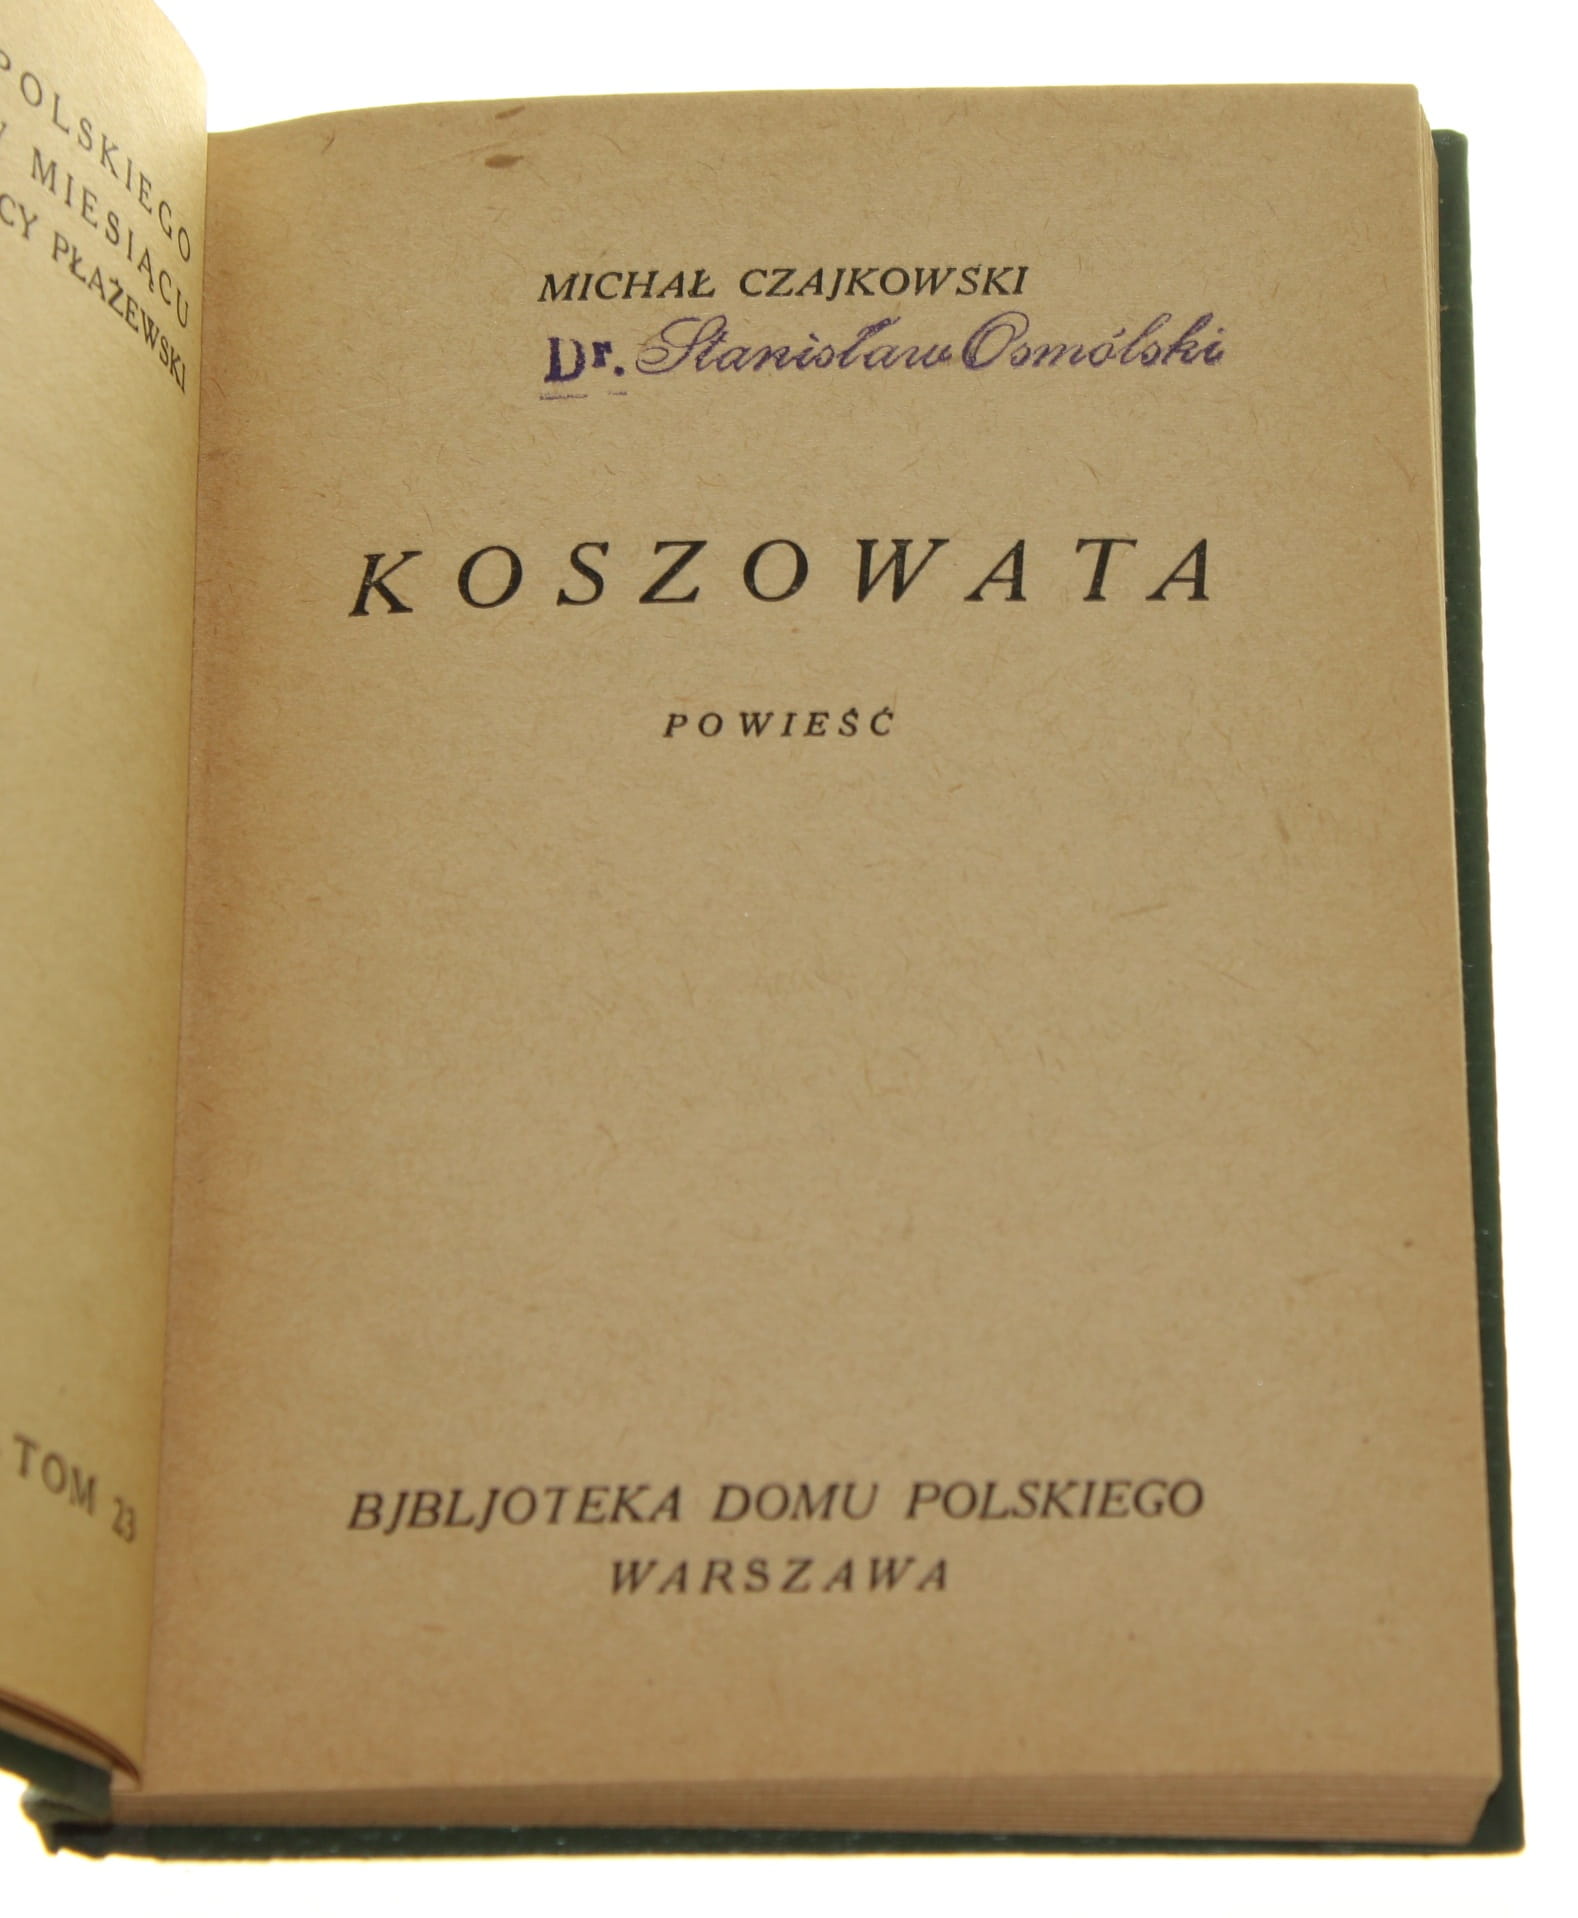 POLSKIEGO
MIESIĄCU
CY PŁAŻEWSKI
TOM 23
MICHAŁ CZAJKOWSKI
Dr. Stanisław Osmólski
KOSZOWATA
POWIEŚĆ
BJBLJOTEKA DOMU POLSKIEGO
WARSZAWA